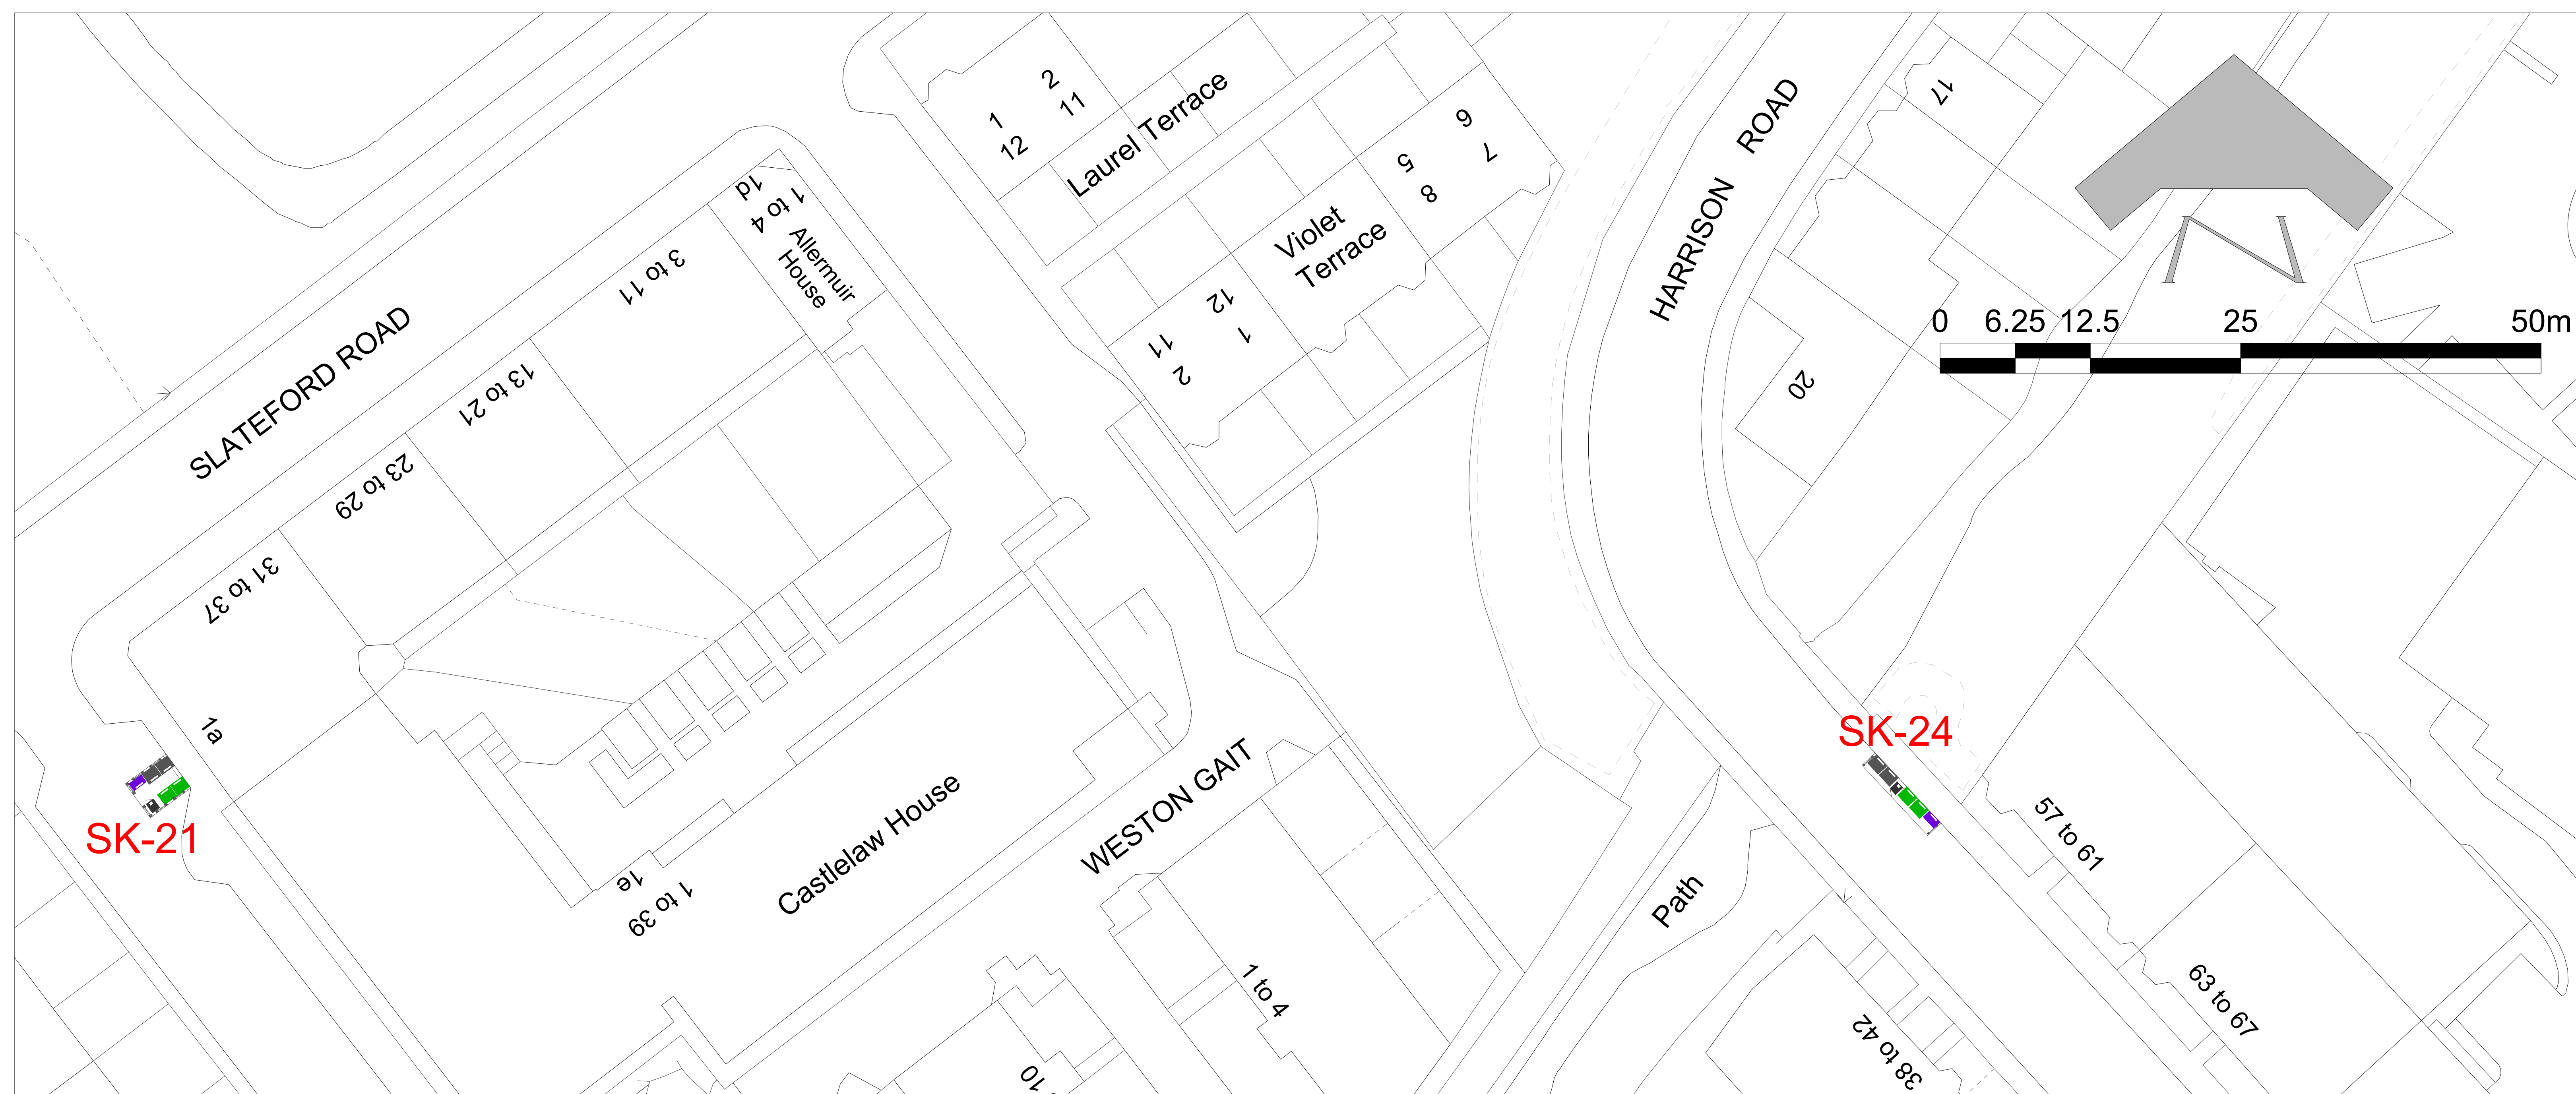 SLATEFORD ROAD
31 to 37
23 to 29
13 to 21
3 to 11
1d
1 to 4
Allermuir
House
1a
SK-21
1
2
12
11
Laurel Terrace
5
6
8
7
Violet
Terrace
11
12
2
1
1e
1 to 39
Castlelaw House
WESTON GAIT
10
1 to 4
HARRISON ROAD
17
20
N
0 6.25 12.5 25 50m
SK-24
57 to 61
63 to 67
Path
38 to 42